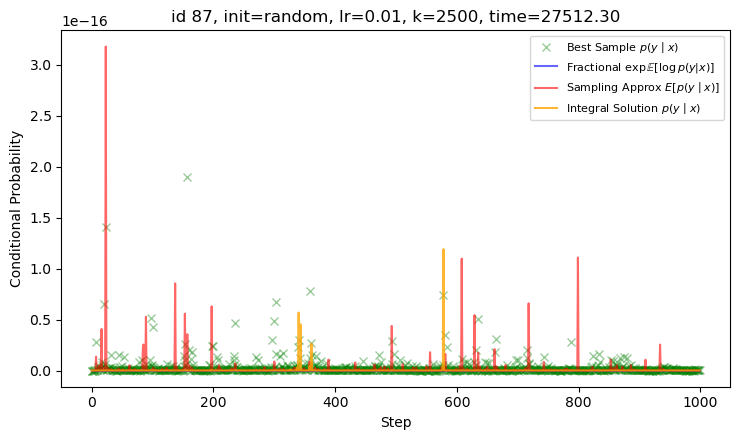 id 87, init=random, lr=0.01, k=2500, time=27512.30
1e−16
3.0
2.5
2.0
1.5
1.0
0.5
0.0
Conditional Probability
0
200
400
600
800
1000
Step
Best Sample p(y | x)
Fractional exp𝔼[log p(y|x)]
Sampling Approx E[p(y | x)]
Integral Solution p(y | x)